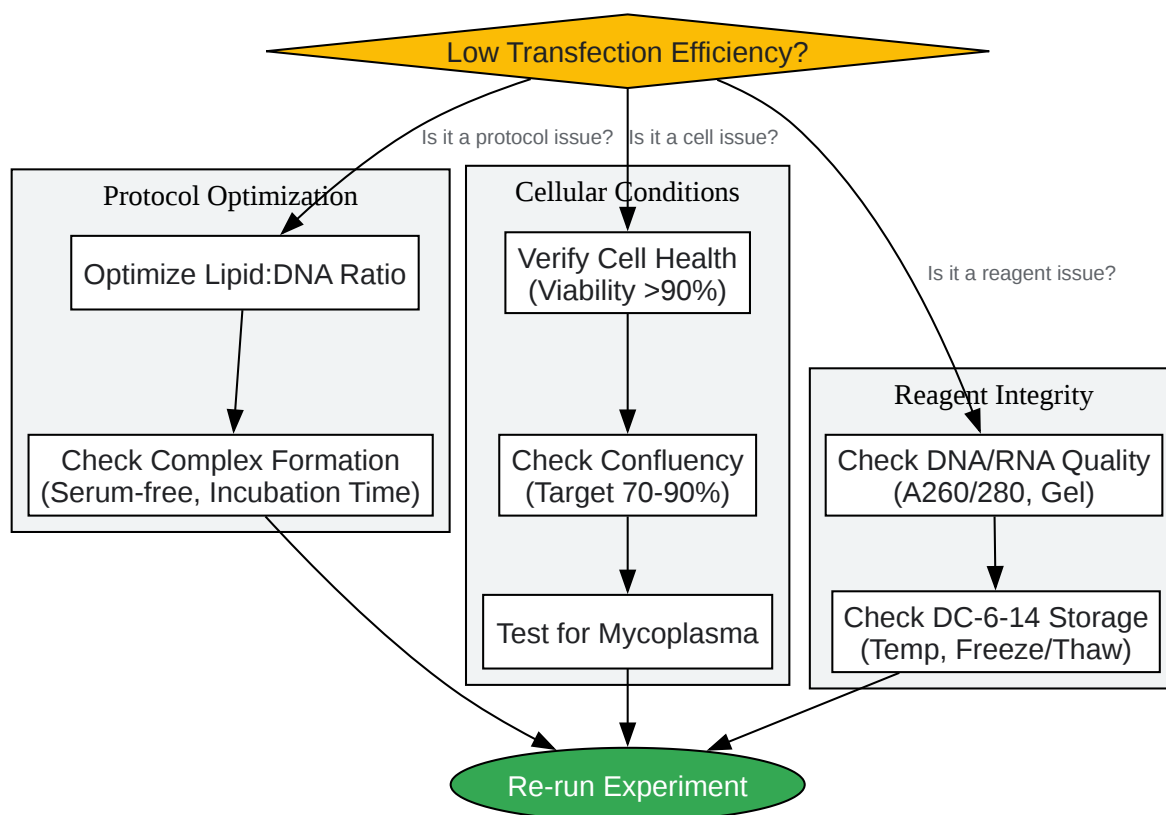 Low Transfection Efficiency?
Is it a protocol issue?
Is it a cell issue?
Is it a reagent issue?
Protocol Optimization
Optimize Lipid:DNA Ratio
Check Complex Formation
(Serum-free, Incubation Time)
Cellular Conditions
Verify Cell Health
(Viability >90%)
Check Confluency
(Target 70-90%)
Test for Mycoplasma
Reagent Integrity
Check DNA/RNA Quality
(A260/280, Gel)
Check DC-6-14 Storage
(Temp, Freeze/Thaw)
Re-run Experiment